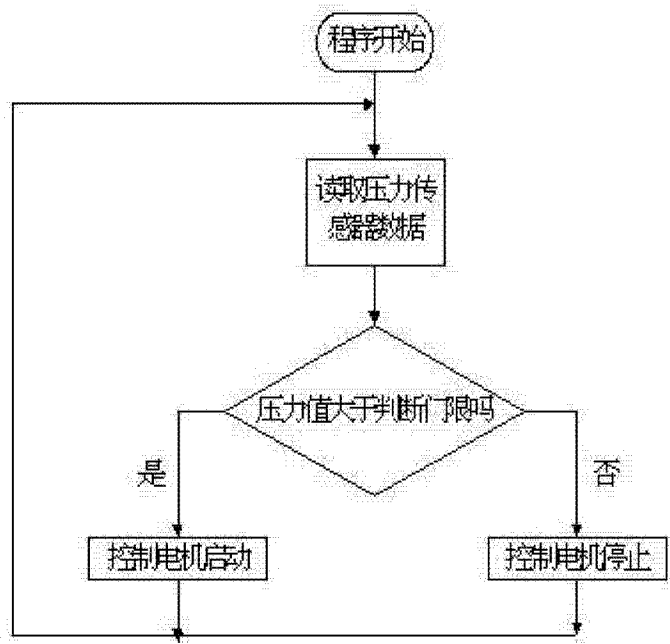 程序开始
读取压力传
感器数据
压力值大于判断门限吗
是
否
控制电机启动
控制电机停止